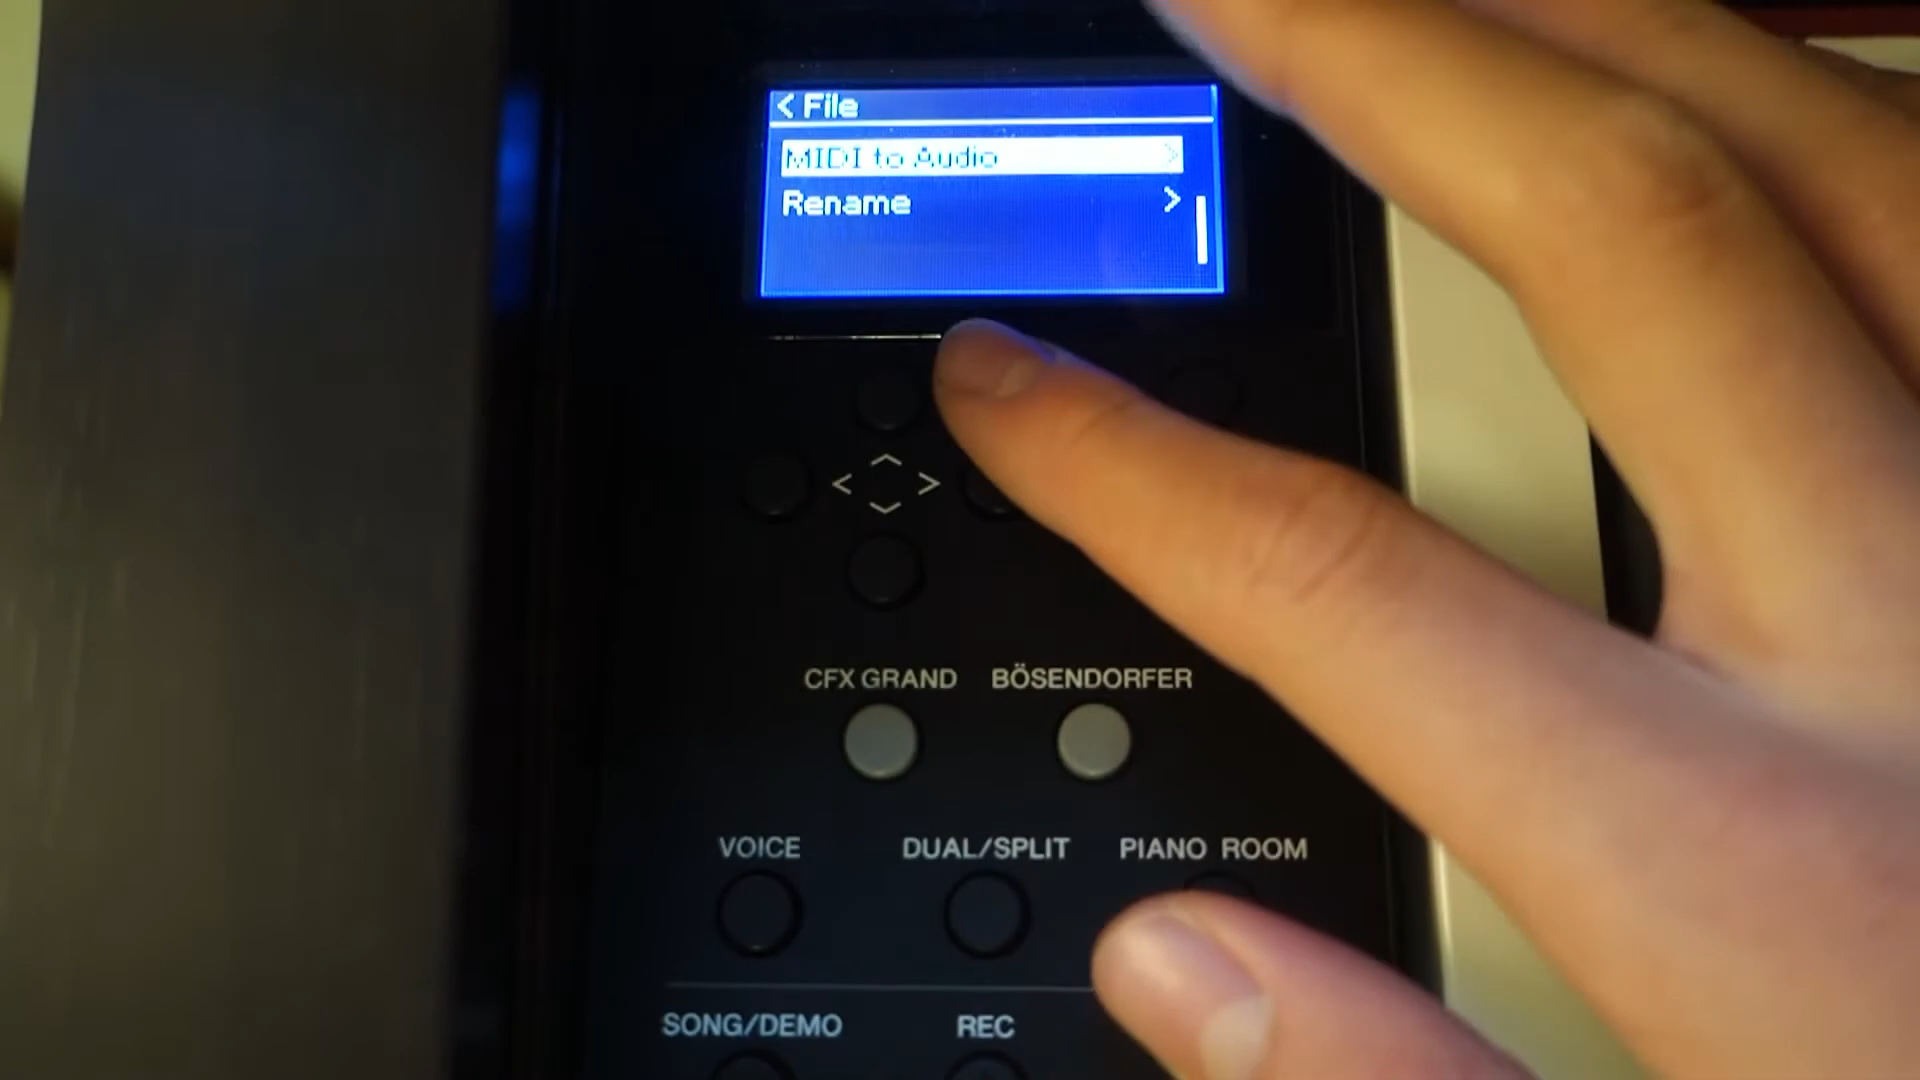 < File
MIDI to Audio >
Rename >
CFX GRAND BÖSENDORFER
VOICE DUAL/SPLIT PIANO ROOM
SONG/DEMO REC